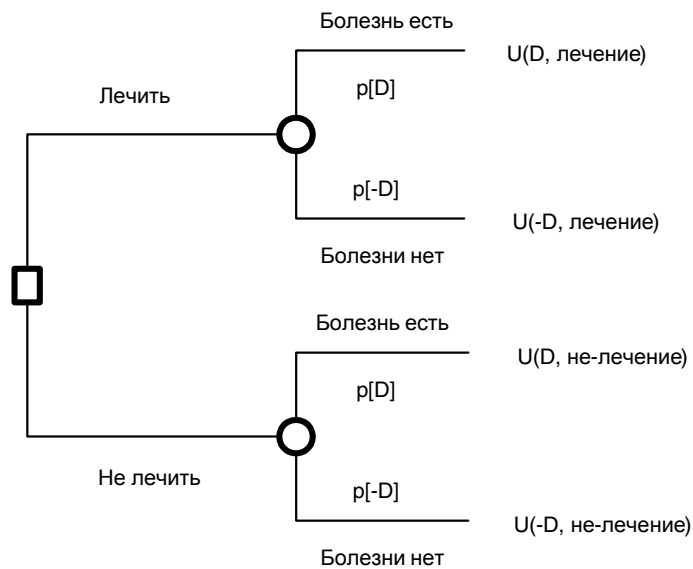 Болезнь есть
U(D, лечение)
p[D]
Лечить
p[-D]
U(-D, лечение)
Болезни нет
Болезнь есть
U(D, не-лечение)
p[D]
Не лечить
p[-D]
U(-D, не-лечение)
Болезни нет